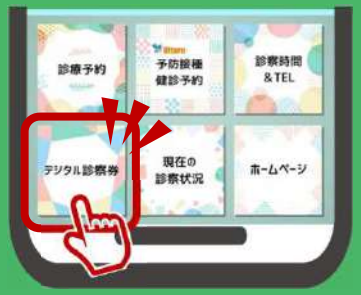 診療予約
予防接種
健診予約
診察時間
&TEL
デジタル診察券
現在の
診察状況
ホームページ